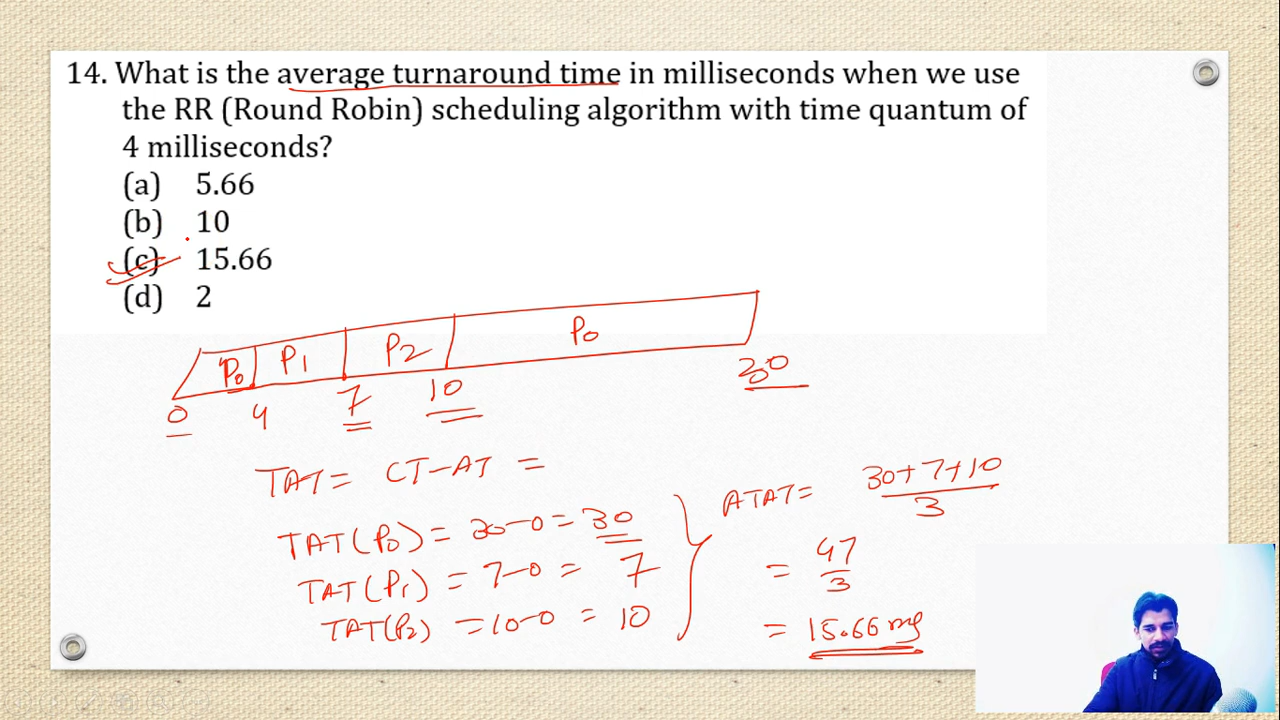 14. What is the average turnaround time in milliseconds when we use
the RR (Round Robin) scheduling algorithm with time quantum of
4 milliseconds?
(a) 5.66
(b) 10
(c) 15.66
(d) 2
P0 P1 P2 P0
0 4 7 10 30
TAT = CT-AT =
TAT(P0) = 30-0 = 30
TAT(P1) = 7-0 = 7
TAT(P2) = 10-0 = 10
ATAT = 30+7+10
3
= 47
3
= 15.66 ms